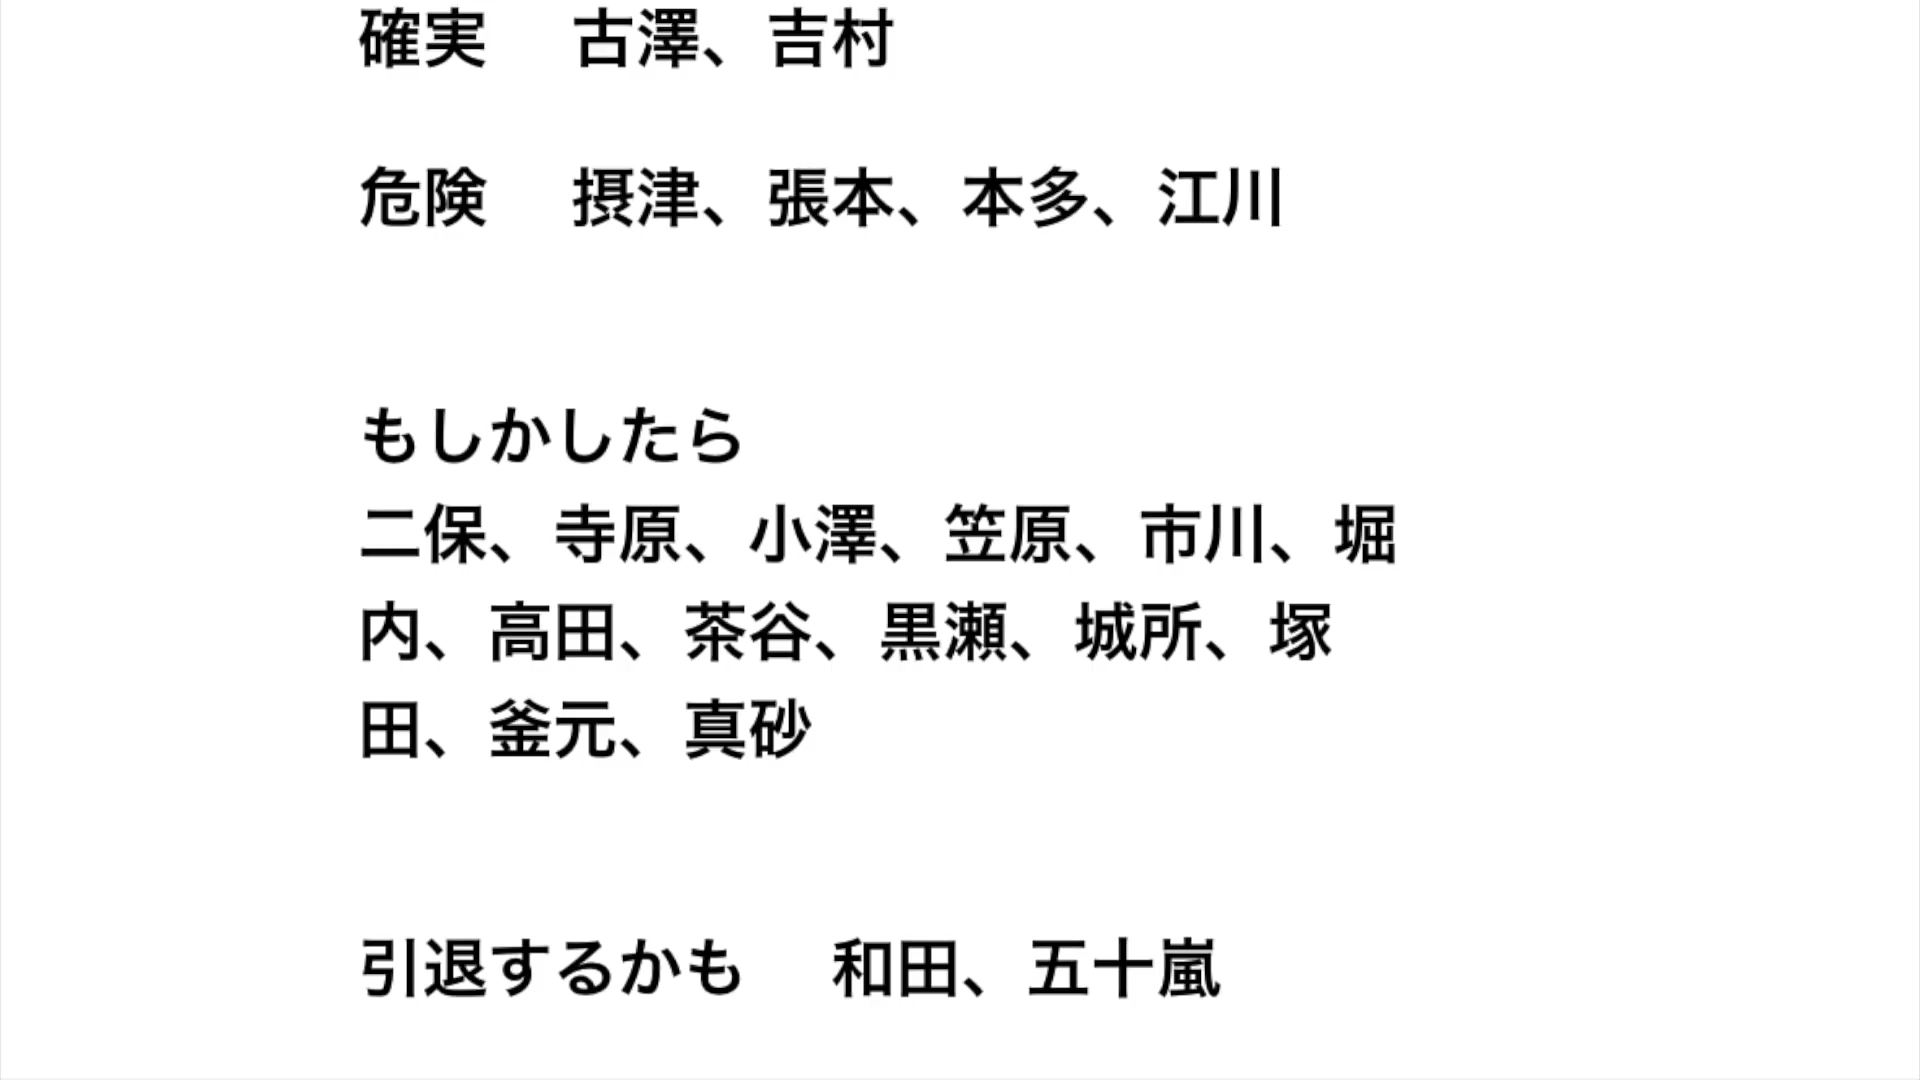 確実　古澤、吉村
危険　摂津、張本、本多、江川
もしかしたら
二保、寺原、小澤、笠原、市川、堀
内、高田、茶谷、黒瀬、城所、塚
田、釜元、真砂
引退するかも　和田、五十嵐